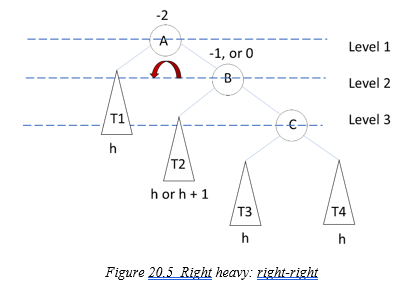 -2
A
Level 1
-1, or 0
B
Level 2
T1
C
Level 3
h
T2
h or h + 1
T3
T4
h
h
Figure 20.5 Right heavy: right-right